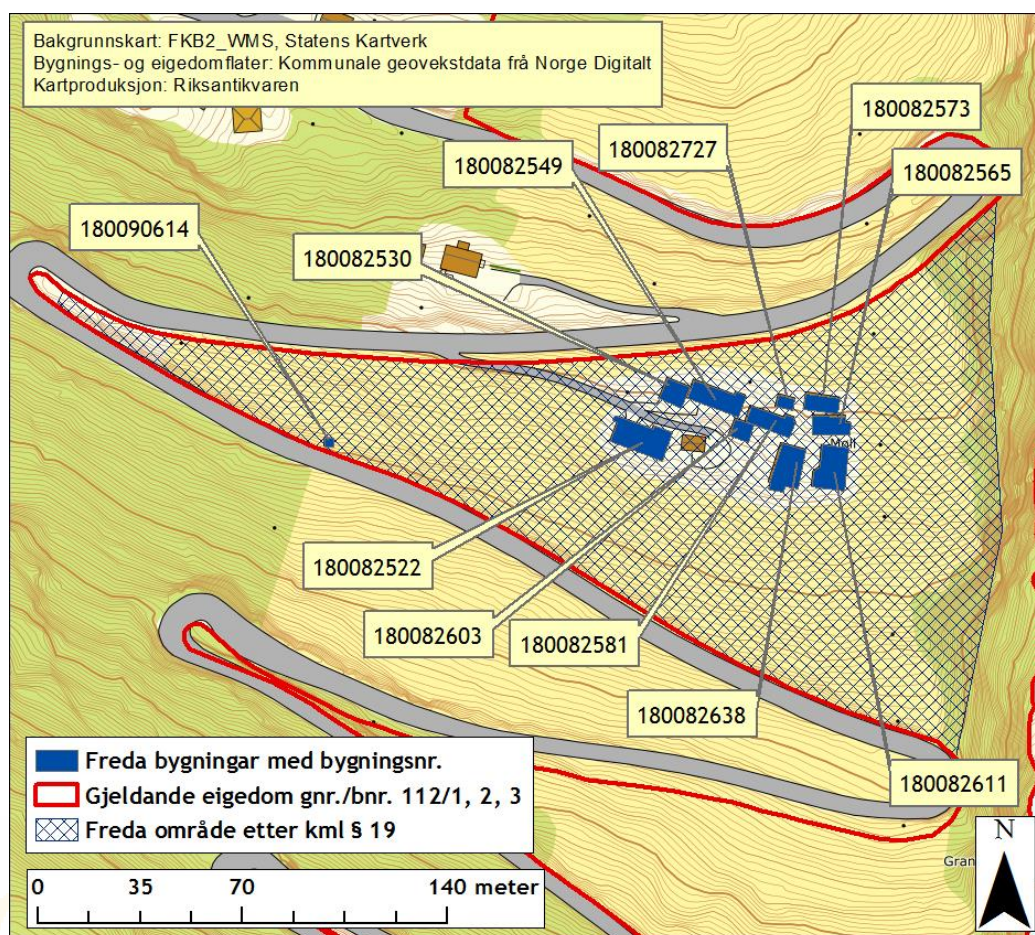 Bakgrunnskart: FKB2_WMS, Statens Kartverk
Bygnings- og eigedomflater: Kommunale geovekstdata frå Norge Digitalt
Kartproduksjon: Riksantikvaren
180082573
180082727
180082549
180082565
180090614
180082530
Møll
180082522
180082603
180082581
180082638
180082611
Freda bygningar med bygningsnr.
Gjeldande eigedom gnr./bnr. 112/1, 2, 3
Freda område etter kml § 19
N
Gran
0 35 70 140 meter